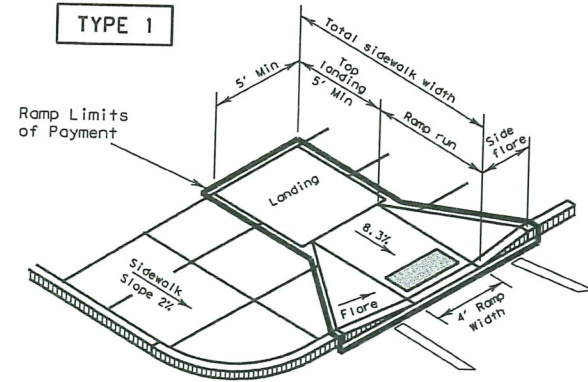 TYPE 1
Total sidewalk width
5' Min
Top
landing
5' Min
Ramp run
Side
flare
Ramp Limits
of Payment
Landing
8.3%
Sidewalk
Slope 2%
Flare
4' Ramp
Width